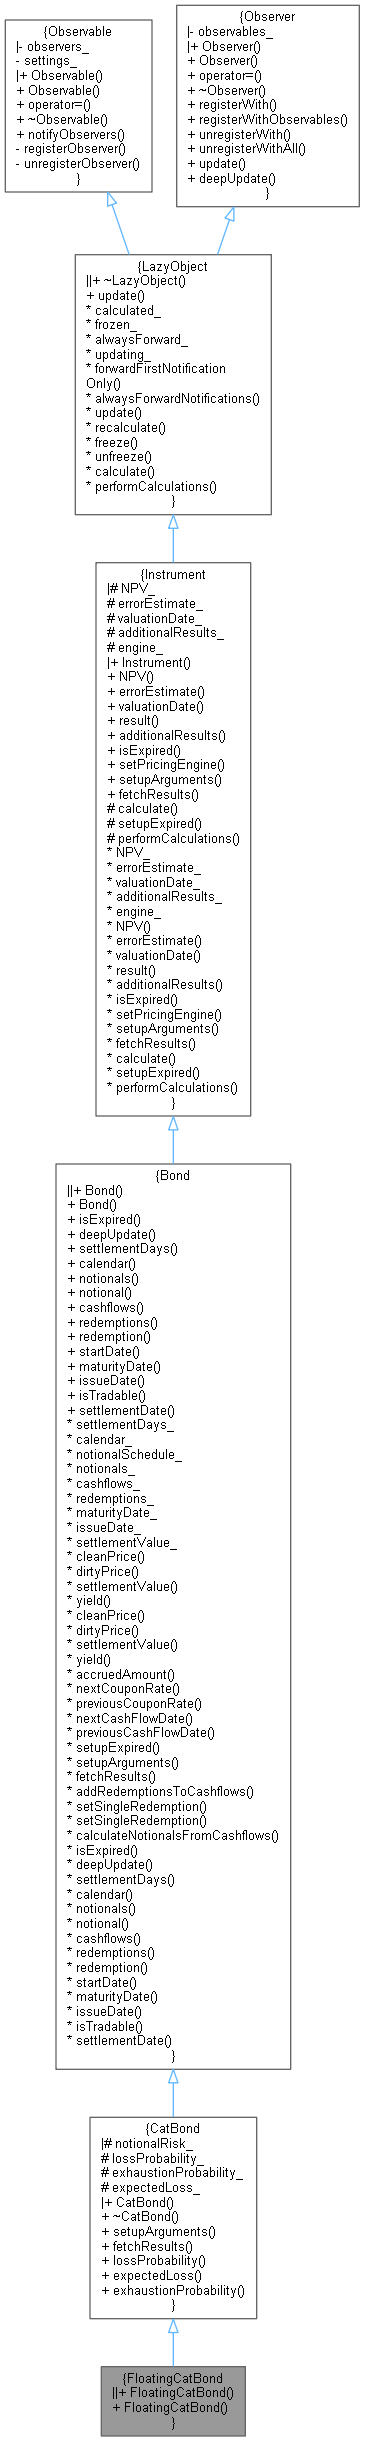 {Observable
|- observers_
- settings_
|+ Observable()
+ Observable()
+ operator=()
+ ~Observable()
+ notifyObservers()
- registerObserver()
- unregisterObserver()
}
{Observer
|- observables_
|+ Observer()
+ Observer()
+ operator=()
+ ~Observer()
+ registerWith()
+ registerWithObservables()
+ unregisterWith()
+ unregisterWithAll()
+ update()
+ deepUpdate()
}
{LazyObject
||+ ~LazyObject()
+ update()
* calculated_
* frozen_
* alwaysForward_
* updating_
* forwardFirstNotification
Only()
* alwaysForwardNotifications()
* update()
* recalculate()
* freeze()
* unfreeze()
* calculate()
* performCalculations()
}
{Instrument
|# NPV_
# errorEstimate_
# valuationDate_
# additionalResults_
# engine_
|+ Instrument()
+ NPV()
+ errorEstimate()
+ valuationDate()
+ result()
+ additionalResults()
+ isExpired()
+ setPricingEngine()
+ setupArguments()
+ fetchResults()
# calculate()
# setupExpired()
# performCalculations()
* NPV_
* errorEstimate_
* valuationDate_
* additionalResults_
* engine_
* NPV()
* errorEstimate()
* valuationDate()
* result()
* additionalResults()
* isExpired()
* setPricingEngine()
* setupArguments()
* fetchResults()
* calculate()
* setupExpired()
* performCalculations()
}
{Bond
||+ Bond()
+ Bond()
+ isExpired()
+ deepUpdate()
+ settlementDays()
+ calendar()
+ notionals()
+ notional()
+ cashflows()
+ redemptions()
+ redemption()
+ startDate()
+ maturityDate()
+ issueDate()
+ isTradable()
+ settlementDate()
* settlementDays_
* calendar_
* notionalSchedule_
* notionals_
* cashflows_
* redemptions_
* maturityDate_
* issueDate_
* settlementValue_
* cleanPrice()
* dirtyPrice()
* settlementValue()
* yield()
* cleanPrice()
* dirtyPrice()
* settlementValue()
* yield()
* accruedAmount()
* nextCouponRate()
* previousCouponRate()
* nextCashFlowDate()
* previousCashFlowDate()
* setupExpired()
* setupArguments()
* fetchResults()
* addRedemptionsToCashflows()
* setSingleRedemption()
* setSingleRedemption()
* calculateNotionalsFromCashflows()
* isExpired()
* deepUpdate()
* settlementDays()
* calendar()
* notionals()
* notional()
* cashflows()
* redemptions()
* redemption()
* startDate()
* maturityDate()
* issueDate()
* isTradable()
* settlementDate()
}
{CatBond
|# notionalRisk_
# lossProbability_
# exhaustionProbability_
# expectedLoss_
|+ CatBond()
+ ~CatBond()
+ setupArguments()
+ fetchResults()
+ lossProbability()
+ expectedLoss()
+ exhaustionProbability()
}
{FloatingCatBond
||+ FloatingCatBond()
+ FloatingCatBond()
}